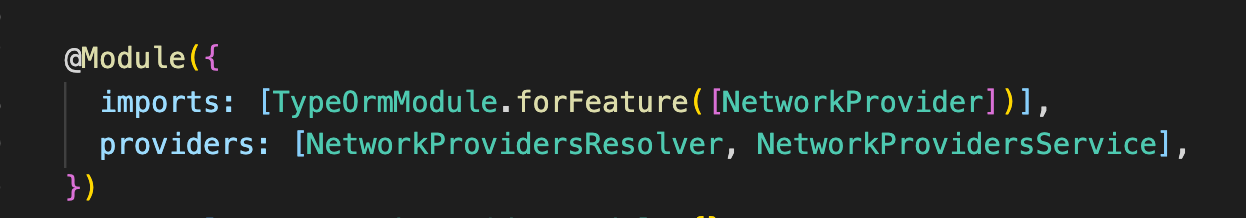 @Module({
imports: [TypeOrmModule.forFeature([NetworkProvider])],
providers: [NetworkProvidersResolver, NetworkProvidersService],
})